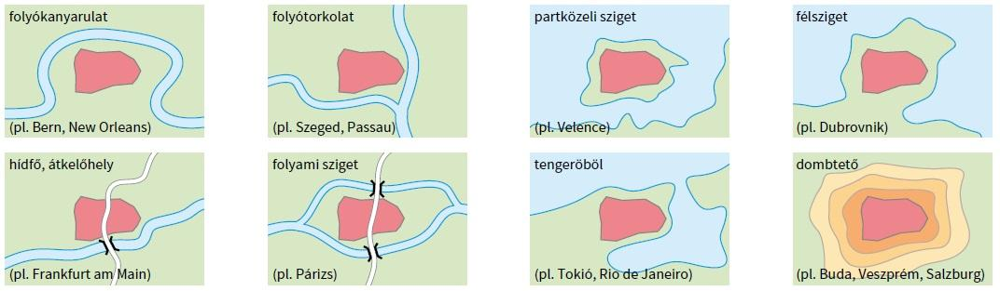 folyókanyarulat
(pl. Bern, New Orleans)
folyótorkolat
(pl. Szeged, Passau)
partközeli sziget
(pl. Velence)
félsziget
(pl. Dubrovnik)
hídfő, átkelőhely
(pl. Frankfurt am Main)
folyami sziget
(pl. Párizs)
tengeröböl
(pl. Tokió, Rio de Janeiro)
dombtető
(pl. Buda, Veszprém, Salzburg)